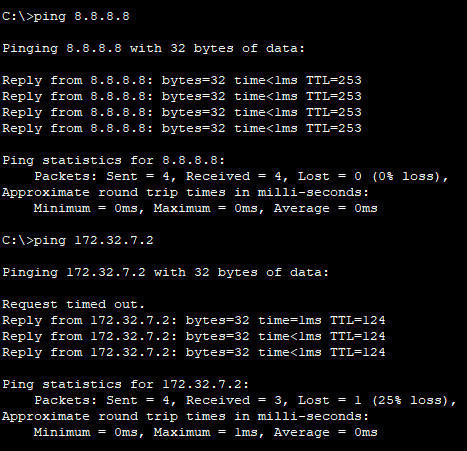 C:\>ping 8.8.8.8
Pinging 8.8.8.8 with 32 bytes of data:
Reply from 8.8.8.8: bytes=32 time<1ms TTL=253
Reply from 8.8.8.8: bytes=32 time<1ms TTL=253
Reply from 8.8.8.8: bytes=32 time<1ms TTL=253
Reply from 8.8.8.8: bytes=32 time<1ms TTL=253
Ping statistics for 8.8.8.8:
    Packets: Sent = 4, Received = 4, Lost = 0 (0% loss),
Approximate round trip times in milli-seconds:
    Minimum = 0ms, Maximum = 0ms, Average = 0ms
C:\>ping 172.32.7.2
Pinging 172.32.7.2 with 32 bytes of data:
Request timed out.
Reply from 172.32.7.2: bytes=32 time=1ms TTL=124
Reply from 172.32.7.2: bytes=32 time<1ms TTL=124
Reply from 172.32.7.2: bytes=32 time<1ms TTL=124
Ping statistics for 172.32.7.2:
    Packets: Sent = 4, Received = 3, Lost = 1 (25% loss),
Approximate round trip times in milli-seconds:
    Minimum = 0ms, Maximum = 1ms, Average = 0ms